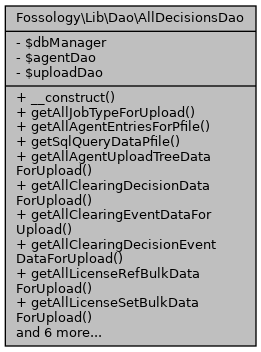 Fossology\Lib\Dao\AllDecisionsDao
- $dbManager
- $agentDao
- $uploadDao
+ __construct()
+ getAllJobTypeForUpload()
+ getAllAgentEntriesForPfile()
+ getSqlQueryDataPfile()
+ getAllAgentUploadTreeData
ForUpload()
+ getAllClearingDecisionData
ForUpload()
+ getAllClearingEventDataFor
Upload()
+ getAllClearingDecisionEvent
DataForUpload()
+ getAllLicenseRefBulkData
ForUpload()
+ getAllLicenseSetBulkData
ForUpload()
and 6 more...